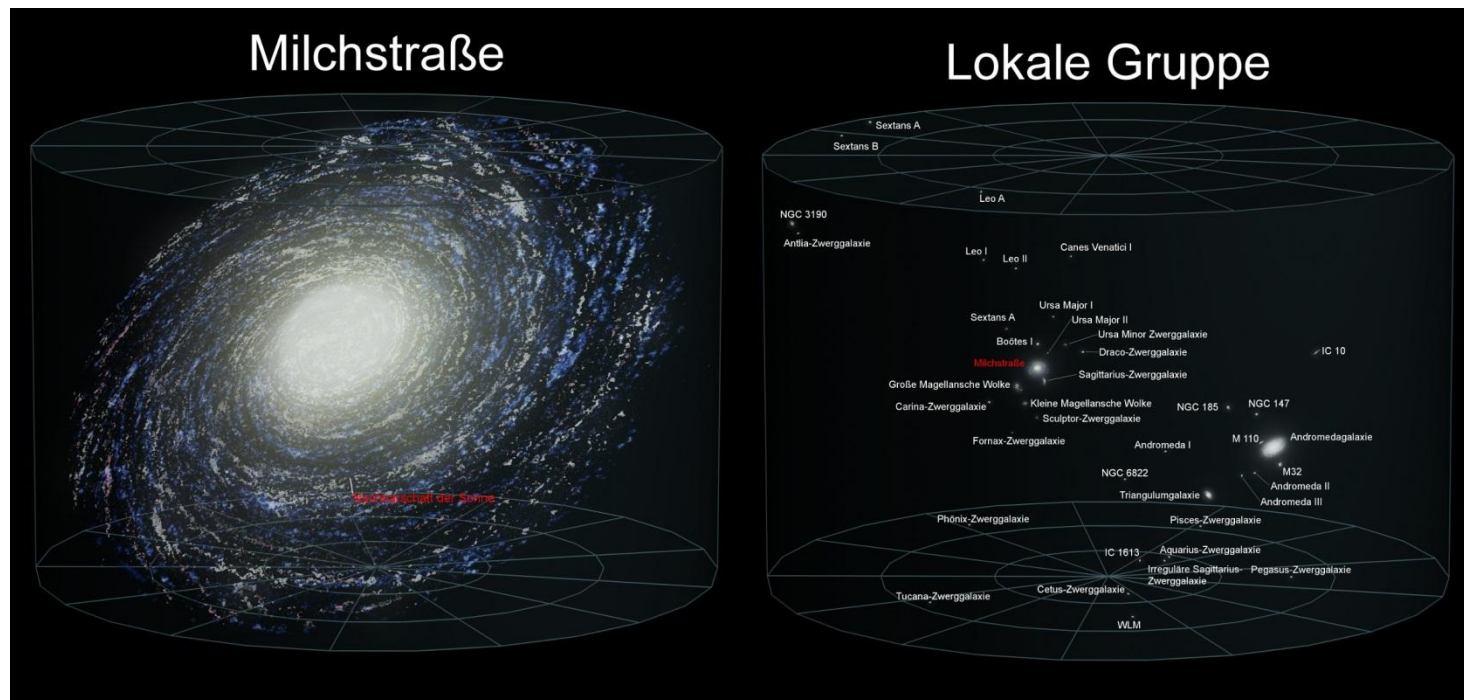 Milchstraße
Nachbarschaft der Sonne
Lokale Gruppe
Sextans A
Sextans B
Leo A
NGC 3190
Antlia-Zwerggalaxie
Leo I
Leo II
Canes Venatici I
Ursa Major I
Ursa Major II
Sextans A
Ursa Minor Zwerggalaxie
Boötes I
Draco-Zwerggalaxie
IC 10
Milchstraße
Sagittarius-Zwerggalaxie
Große Magellansche Wolke
Carina-Zwerggalaxie
Kleine Magellansche Wolke
NGC 185
NGC 147
Sculptor-Zwerggalaxie
Fornax-Zwerggalaxie
Andromeda I
M 110
Andromedagalaxie
NGC 6822
M32
Andromeda II
Triangulumgalaxie
Andromeda III
Phönix-Zwerggalaxie
Pisces-Zwerggalaxie
IC 1613
Aquarius-Zwerggalaxie
Irreguläre Sagittarius-
Zwerggalaxie
Pegasus-Zwerggalaxie
Cetus-Zwerggalaxie
Tucana-Zwerggalaxie
WLM